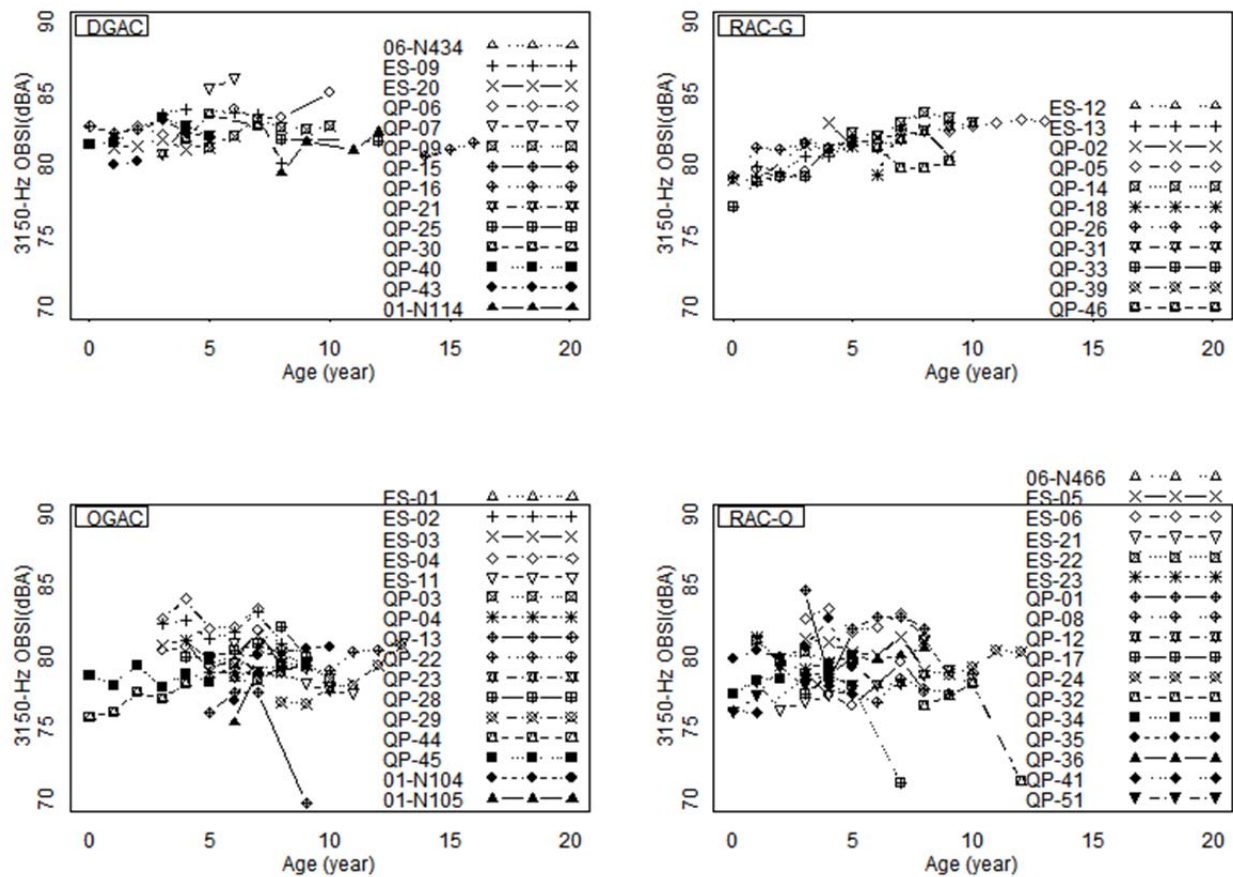 DGAC
06-N434
ES-09
ES-20
QP-06
QP-07
QP-09
QP-15
QP-16
QP-21
QP-25
QP-30
QP-40
QP-43
01-N114
3150-Hz OBSI(dBA)
70 75 80 85 90
0 5 10 15 20
Age (year)
RAC-G
ES-12
ES-13
QP-02
QP-05
QP-14
QP-18
QP-26
QP-31
QP-33
QP-39
QP-46
3150-Hz OBSI(dBA)
70 75 80 85 90
0 5 10 15 20
Age (year)
OGAC
ES-01
ES-02
ES-03
ES-04
ES-11
QP-03
QP-04
QP-13
QP-22
QP-23
QP-28
QP-29
QP-44
QP-45
01-N104
01-N105
3150-Hz OBSI(dBA)
70 75 80 85 90
0 5 10 15 20
Age (year)
RAC-O
06-N466
ES-05
ES-06
ES-21
ES-22
ES-23
QP-01
QP-08
QP-12
QP-17
QP-24
QP-32
QP-34
QP-35
QP-36
QP-41
QP-51
3150-Hz OBSI(dBA)
70 75 80 85 90
0 5 10 15 20
Age (year)